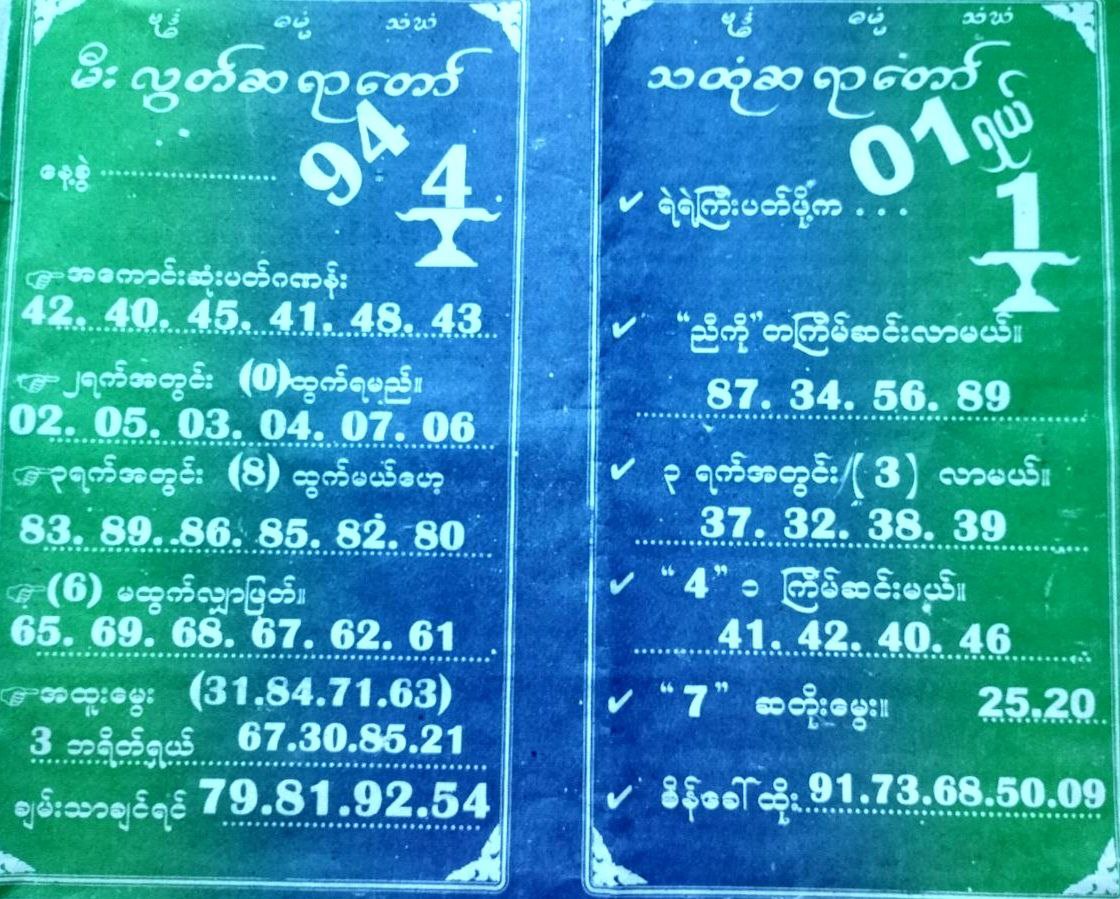 ဗုဒ္ဓံ ဓမ္မံ သံဃံ
မီးလွတ်ဆရာတော်
94
နေ့ခွဲ ................................
4
အကောင်းဆုံးပတ်ဂဏန်း
42. 40. 45. 41. 48. 43
၂ရက်အတွင်း (0)ထွက်ရမည်။
02. 05. 03. 04. 07. 06
၃ရက်အတွင်း (8) ထွက်မယ်ဟေ့
83. 89. 86. 85. 82. 80
(6) မထွက်လျှာဖြတ်။
65. 69. 68. 67. 62. 61
အထူးမွေး (31.84.71.63)
3 ဘရိတ်ရှယ် 67.30.85.21
ချမ်းသာချင်ရင် 79.81.92.54
ဗုဒ္ဓံ ဓမ္မံ သံဃံ
သထုံဆရာတော်
01 ရှယ်
1
✓ ရဲရဲကြီးပတ်ပို့က . . .
✓ “ညီကို”တကြိမ်ဆင်းလာမယ်။
87. 34. 56. 89
✓ ၃ ရက်အတွင်း/(3) လာမယ်။
37. 32. 38. 39
✓ “4” ၁ ကြိမ်ဆင်းမယ်။
41. 42. 40. 46
✓ “7” ဆတိုးမွေး။ 25.20
✓ စိန်ခေါ်ထိုး 91.73.68.50.09